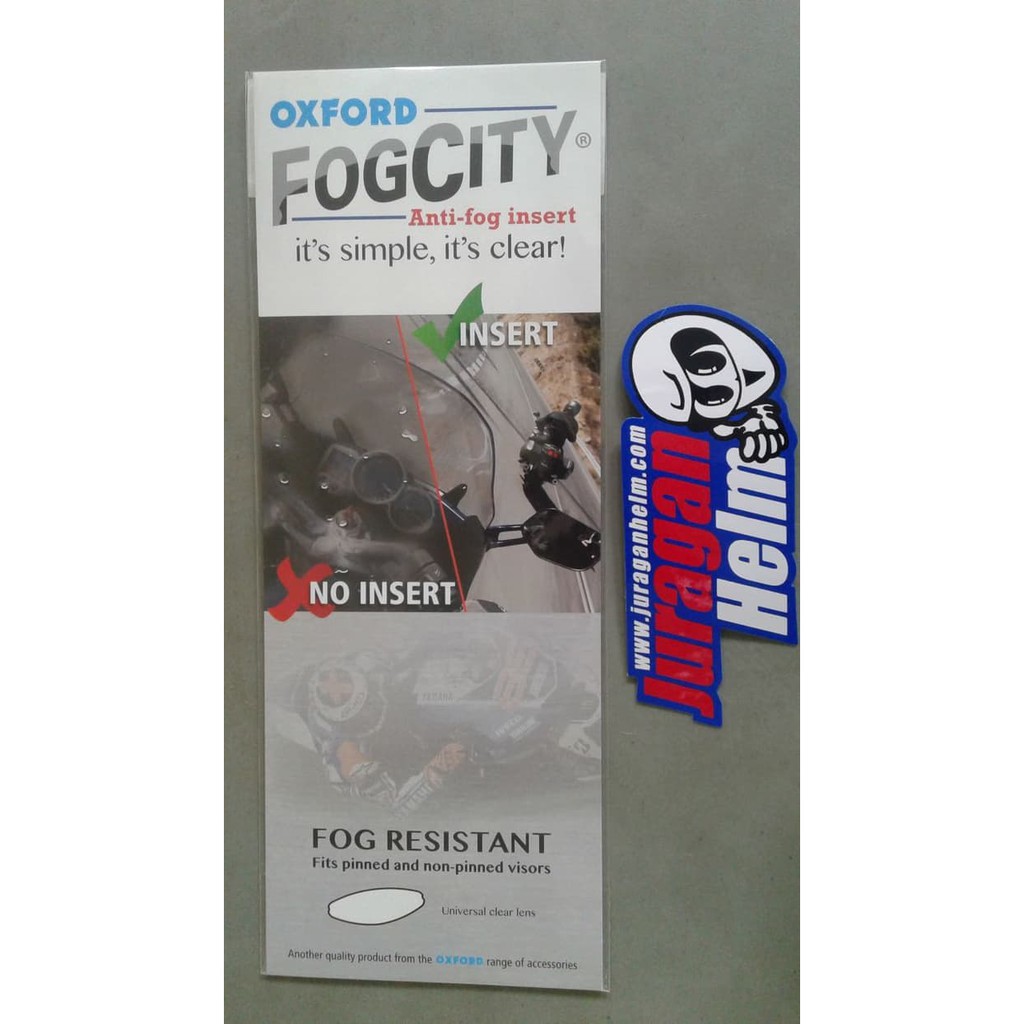 OXFORD
FOGCITY®
Anti-fog insert
it's simple, it's clear!
INSERT
NO INSERT
YAMAHA
FOG RESISTANT
Fits pinned and non-pinned visors
Universal clear lens
Another quality product from the OXFORD range of accessories
www.juraganhelm.com
Juragan
Helm